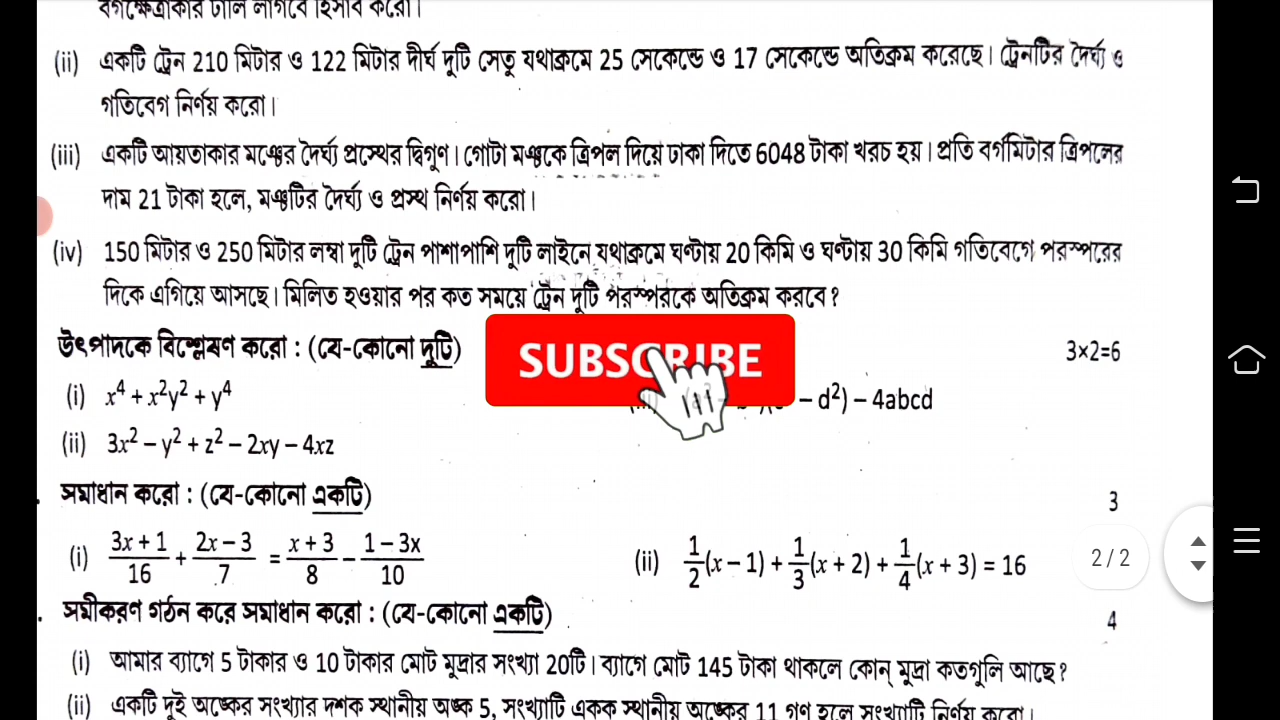 বর্গক্ষেত্রাকার টালি লাগবে হিসাব করো।
(ii) একটি ট্রেন 210 মিটার ও 122 মিটার দীর্ঘ দুটি সেতু যথাক্রমে 25 সেকেন্ডে ও 17 সেকেন্ডে অতিক্রম করেছে। ট্রেনটির দৈর্ঘ্য ও
গতিবেগ নির্ণয় করো।
(iii) একটি আয়তাকার মঞ্চের দৈর্ঘ্য প্রস্থের দ্বিগুণ। গোটা মঞ্চকে ত্রিপল দিয়ে ঢাকা দিতে 6048 টাকা খরচ হয়। প্রতি বর্গমিটার ত্রিপলের
দাম 21 টাকা হলে, মঞ্চটির দৈর্ঘ্য ও প্রস্থ নির্ণয় করো।
(iv) 150 মিটার ও 250 মিটার লম্বা দুটি ট্রেন পাশাপাশি দুটি লাইনে যথাক্রমে ঘণ্টায় 20 কিমি ও ঘণ্টায় 30 কিমি গতিবেগে পরস্পরের
দিকে এগিয়ে আসছে। মিলিত হওয়ার পর কত সময়ে ট্রেন দুটি পরস্পরকে অতিক্রম করবে?
উৎপাদকে বিশ্লেষণ করো : (যে-কোনো দুটি) 3×2=6
SUBSCRIBE
(i) x⁴ + x²y² + y⁴ – d²) – 4abcd
(ii) 3x² – y² + z² – 2xy – 4xz
. সমাধান করো : (যে-কোনো একটি) 3
(i) (3x + 1)/16 + (2x – 3)/7 = (x + 3)/8 – (1 – 3x)/10 (ii) 1/2(x – 1) + 1/3(x + 2) + 1/4(x + 3) = 16
2/2
. সমীকরণ গঠন করে সমাধান করো : (যে-কোনো একটি) 4
(i) আমার ব্যাগে 5 টাকার ও 10 টাকার মোট মুদ্রার সংখ্যা 20টি। ব্যাগে মোট 145 টাকা থাকলে কোন্ মুদ্রা কতগুলি আছে?
(ii) একটি দুই অঙ্কের সংখ্যার দশক স্থানীয় অঙ্ক 5, সংখ্যাটি একক স্থানীয় অঙ্কের 11 গুণ হলে সংখ্যাটি নির্ণয় করো।